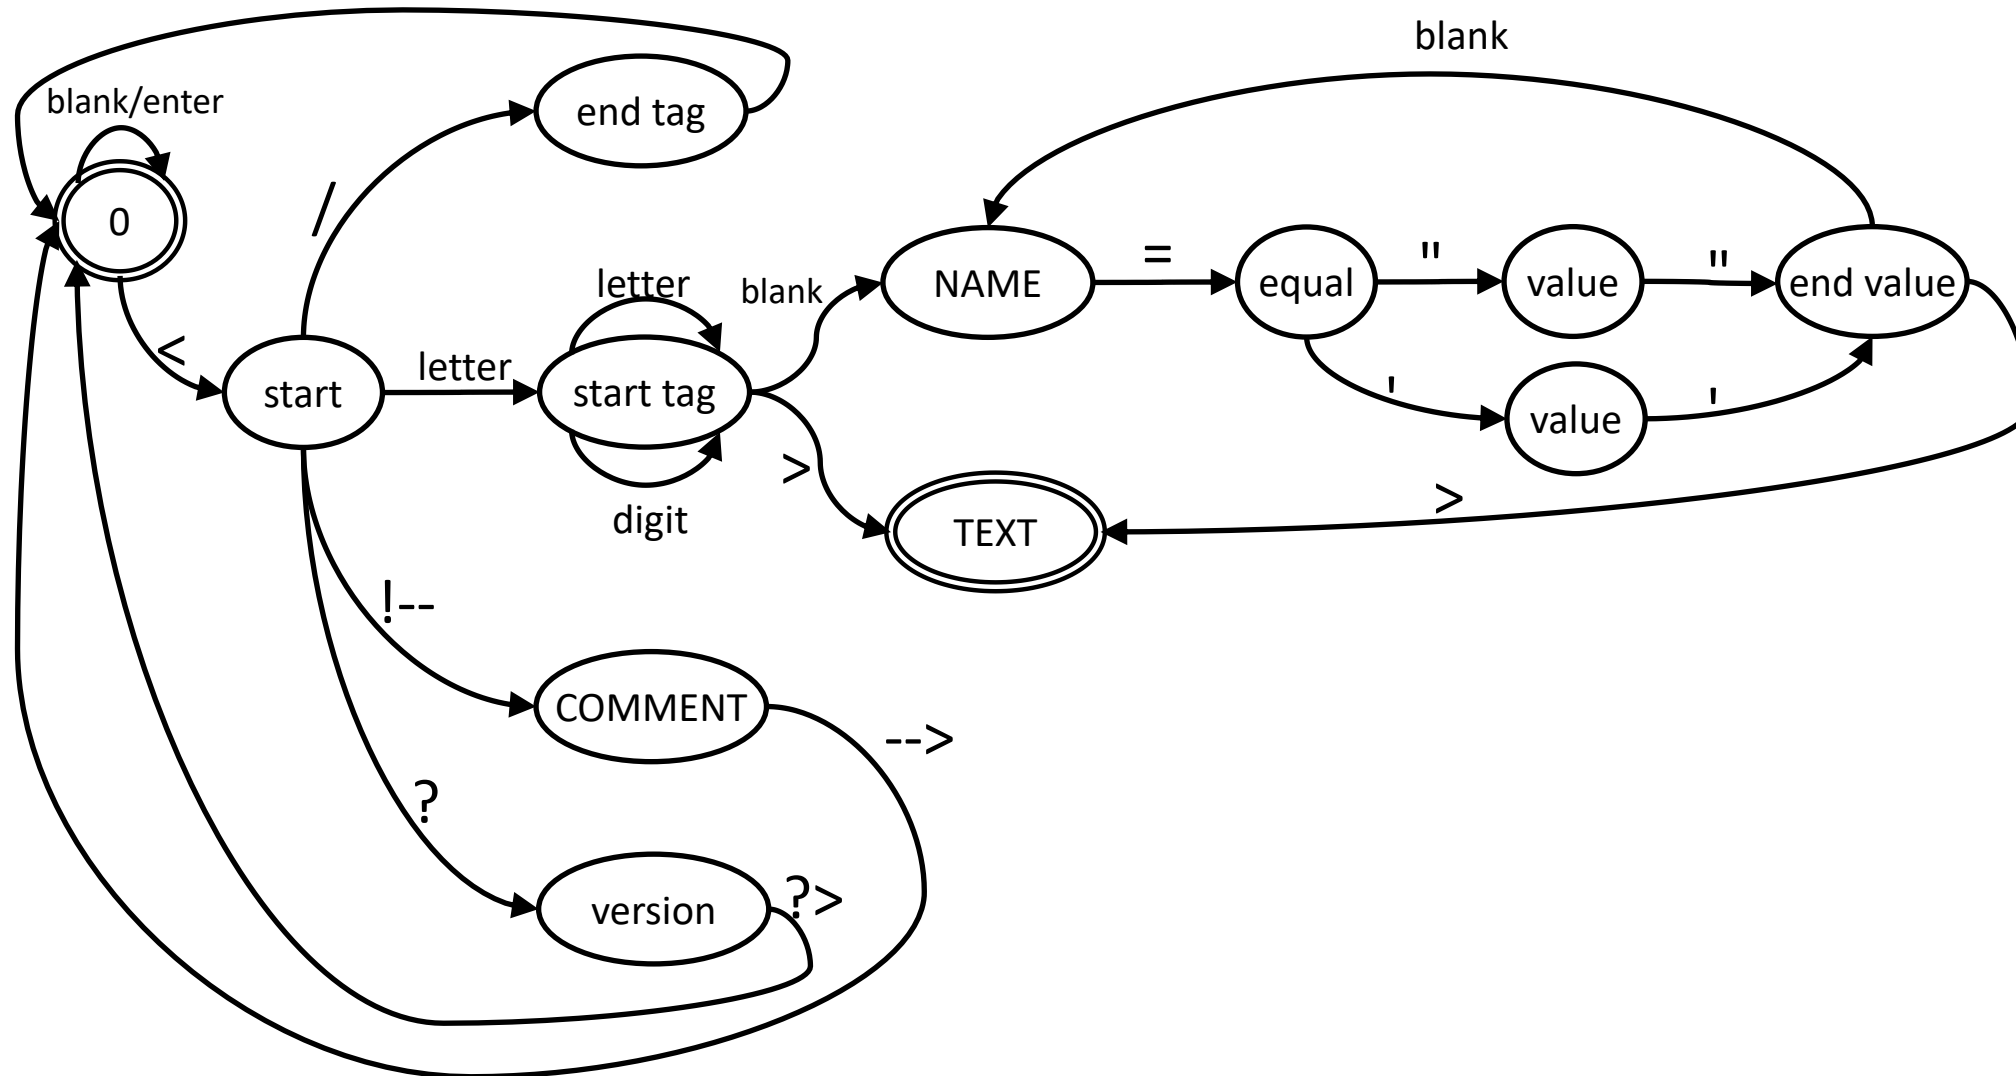 blank
blank/enter
end tag
0
/
=
"
"
letter
blank
NAME
equal
value
end value
<
letter
start
start tag
'
'
value
>
>
digit
TEXT
!--
COMMENT
-->
?
?>
version